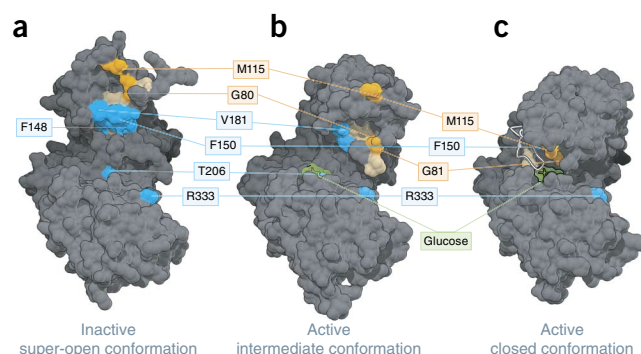 a
b
c
M115
G80
V181
F148
F150
T206
R333
M115
F150
G81
R333
Glucose
Inactive
super-open conformation
Active
intermediate conformation
Active
closed conformation